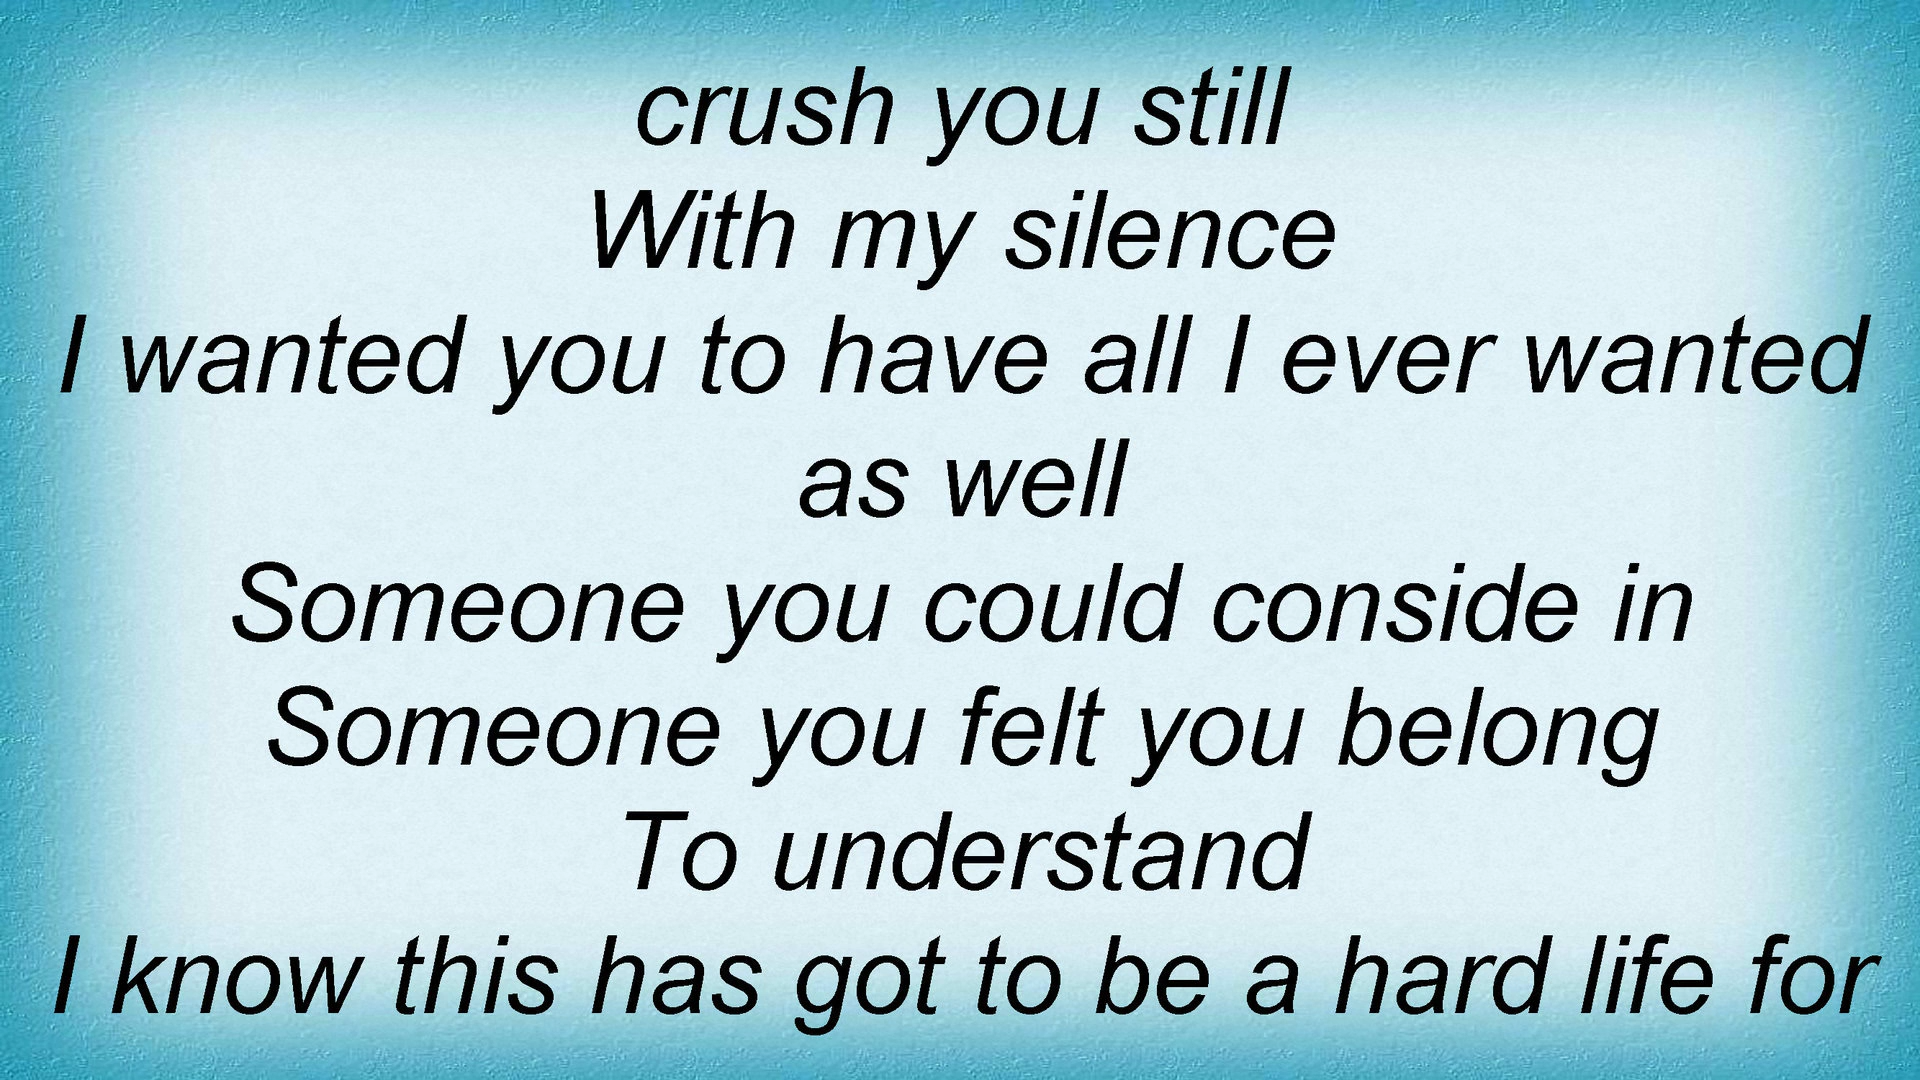 crush you still
With my silence
I wanted you to have all I ever wanted
as well
Someone you could conside in
Someone you felt you belong
To understand
I know this has got to be a hard life for